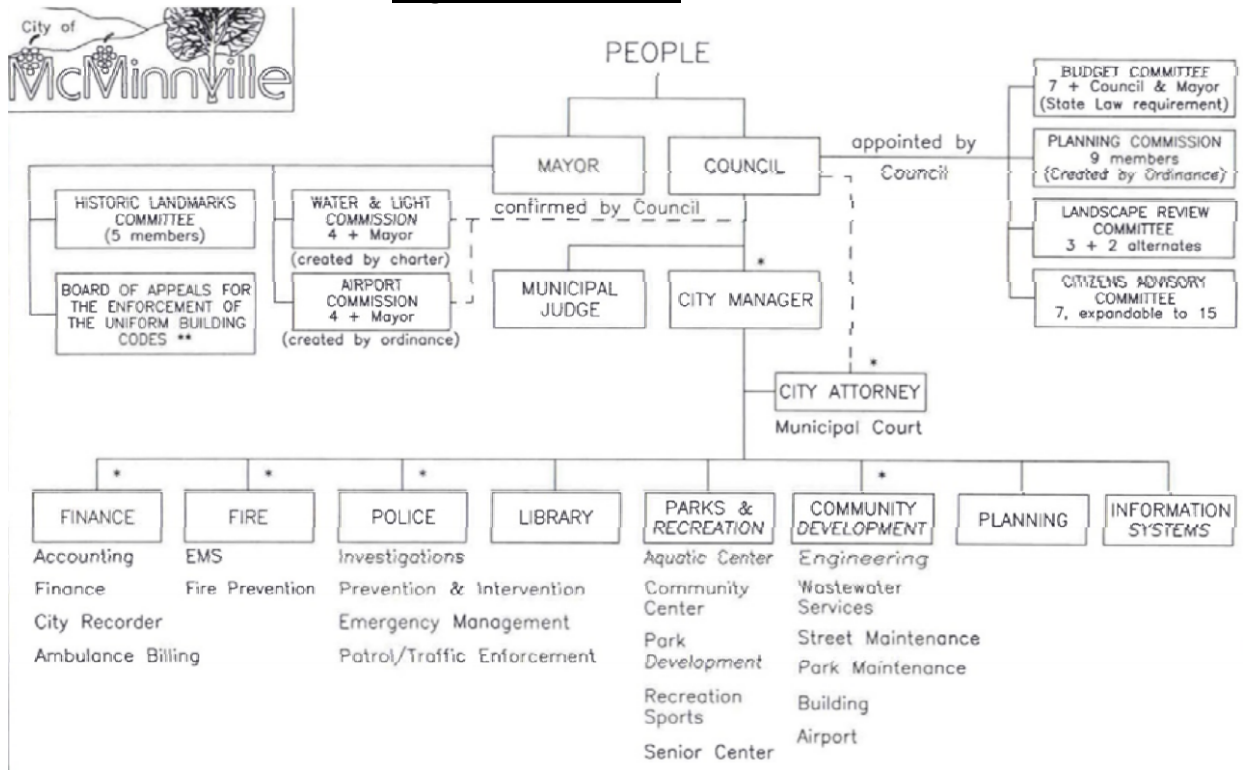 City of
McMinnville
PEOPLE
MAYOR
COUNCIL
appointed by
Council
BUDGET COMMITTEE
7 + Council & Mayor
(State Law requirement)
PLANNING COMMISSION
9 members
(Created by Ordinance)
LANDSCAPE REVIEW
COMMITTEE
3 + 2 alternates
CITIZENS ADVISORY
COMMITTEE
7, expandable to 15
HISTORIC LANDMARKS
COMMITTEE
(5 members)
BOARD OF APPEALS FOR
THE ENFORCEMENT OF
THE UNIFORM BUILDING
CODES **
WATER & LIGHT
COMMISSION
4 + Mayor
(created by charter)
AIRPORT
COMMISSION
4 + Mayor
(created by ordinance)
confirmed by Council
MUNICIPAL
JUDGE
*
CITY MANAGER
*
CITY ATTORNEY
Municipal Court
*
FINANCE
Accounting
Finance
City Recorder
Ambulance Billing
*
FIRE
EMS
Fire Prevention
*
POLICE
Investigations
Prevention & Intervention
Emergency Management
Patrol/Traffic Enforcement
LIBRARY
PARKS &
RECREATION
Aquatic Center
Community
Center
Park
Development
Recreation
Sports
Senior Center
*
COMMUNITY
DEVELOPMENT
Engineering
Wastewater
Services
Street Maintenance
Park Maintenance
Building
Airport
PLANNING
INFORMATION
SYSTEMS